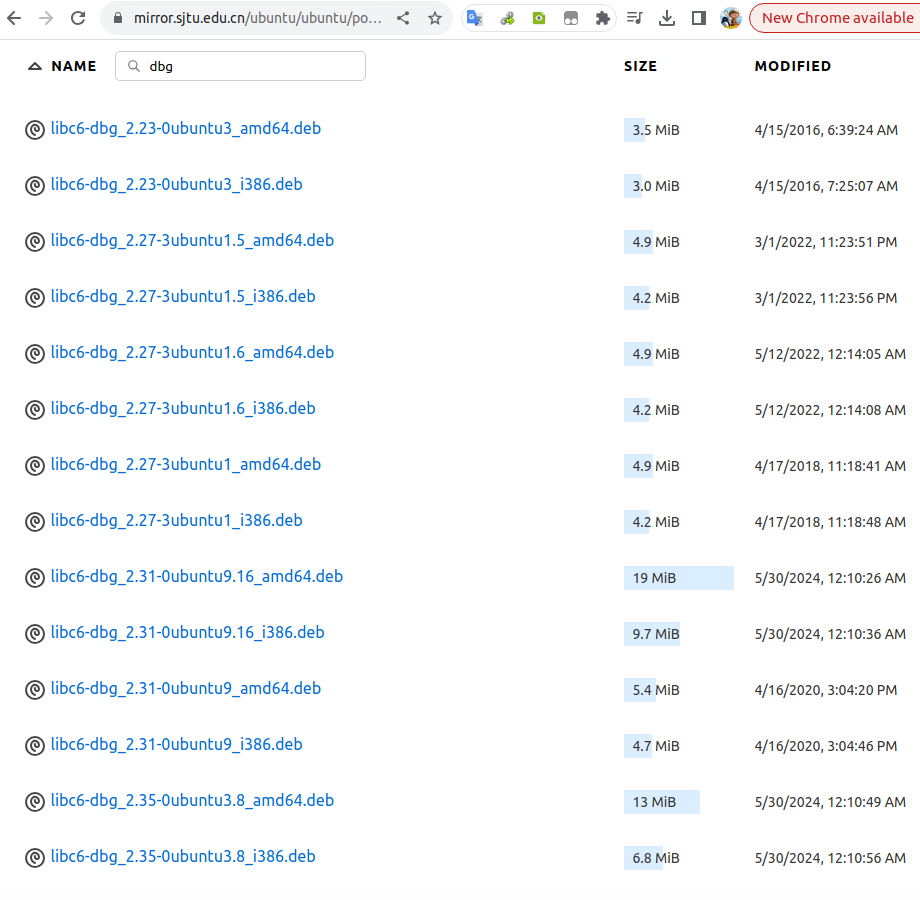 mirror.sjtu.edu.cn/ubuntu/ubuntu/po... New Chrome available
NAME dbg SIZE MODIFIED
libc6-dbg_2.23-0ubuntu3_amd64.deb 3.5 MiB 4/15/2016, 6:39:24 AM
libc6-dbg_2.23-0ubuntu3_i386.deb 3.0 MiB 4/15/2016, 7:25:07 AM
libc6-dbg_2.27-3ubuntu1.5_amd64.deb 4.9 MiB 3/1/2022, 11:23:51 PM
libc6-dbg_2.27-3ubuntu1.5_i386.deb 4.2 MiB 3/1/2022, 11:23:56 PM
libc6-dbg_2.27-3ubuntu1.6_amd64.deb 4.9 MiB 5/12/2022, 12:14:05 AM
libc6-dbg_2.27-3ubuntu1.6_i386.deb 4.2 MiB 5/12/2022, 12:14:08 AM
libc6-dbg_2.27-3ubuntu1_amd64.deb 4.9 MiB 4/17/2018, 11:18:41 AM
libc6-dbg_2.27-3ubuntu1_i386.deb 4.2 MiB 4/17/2018, 11:18:48 AM
libc6-dbg_2.31-0ubuntu9.16_amd64.deb 19 MiB 5/30/2024, 12:10:26 AM
libc6-dbg_2.31-0ubuntu9.16_i386.deb 9.7 MiB 5/30/2024, 12:10:36 AM
libc6-dbg_2.31-0ubuntu9_amd64.deb 5.4 MiB 4/16/2020, 3:04:20 PM
libc6-dbg_2.31-0ubuntu9_i386.deb 4.7 MiB 4/16/2020, 3:04:46 PM
libc6-dbg_2.35-0ubuntu3.8_amd64.deb 13 MiB 5/30/2024, 12:10:49 AM
libc6-dbg_2.35-0ubuntu3.8_i386.deb 6.8 MiB 5/30/2024, 12:10:56 AM